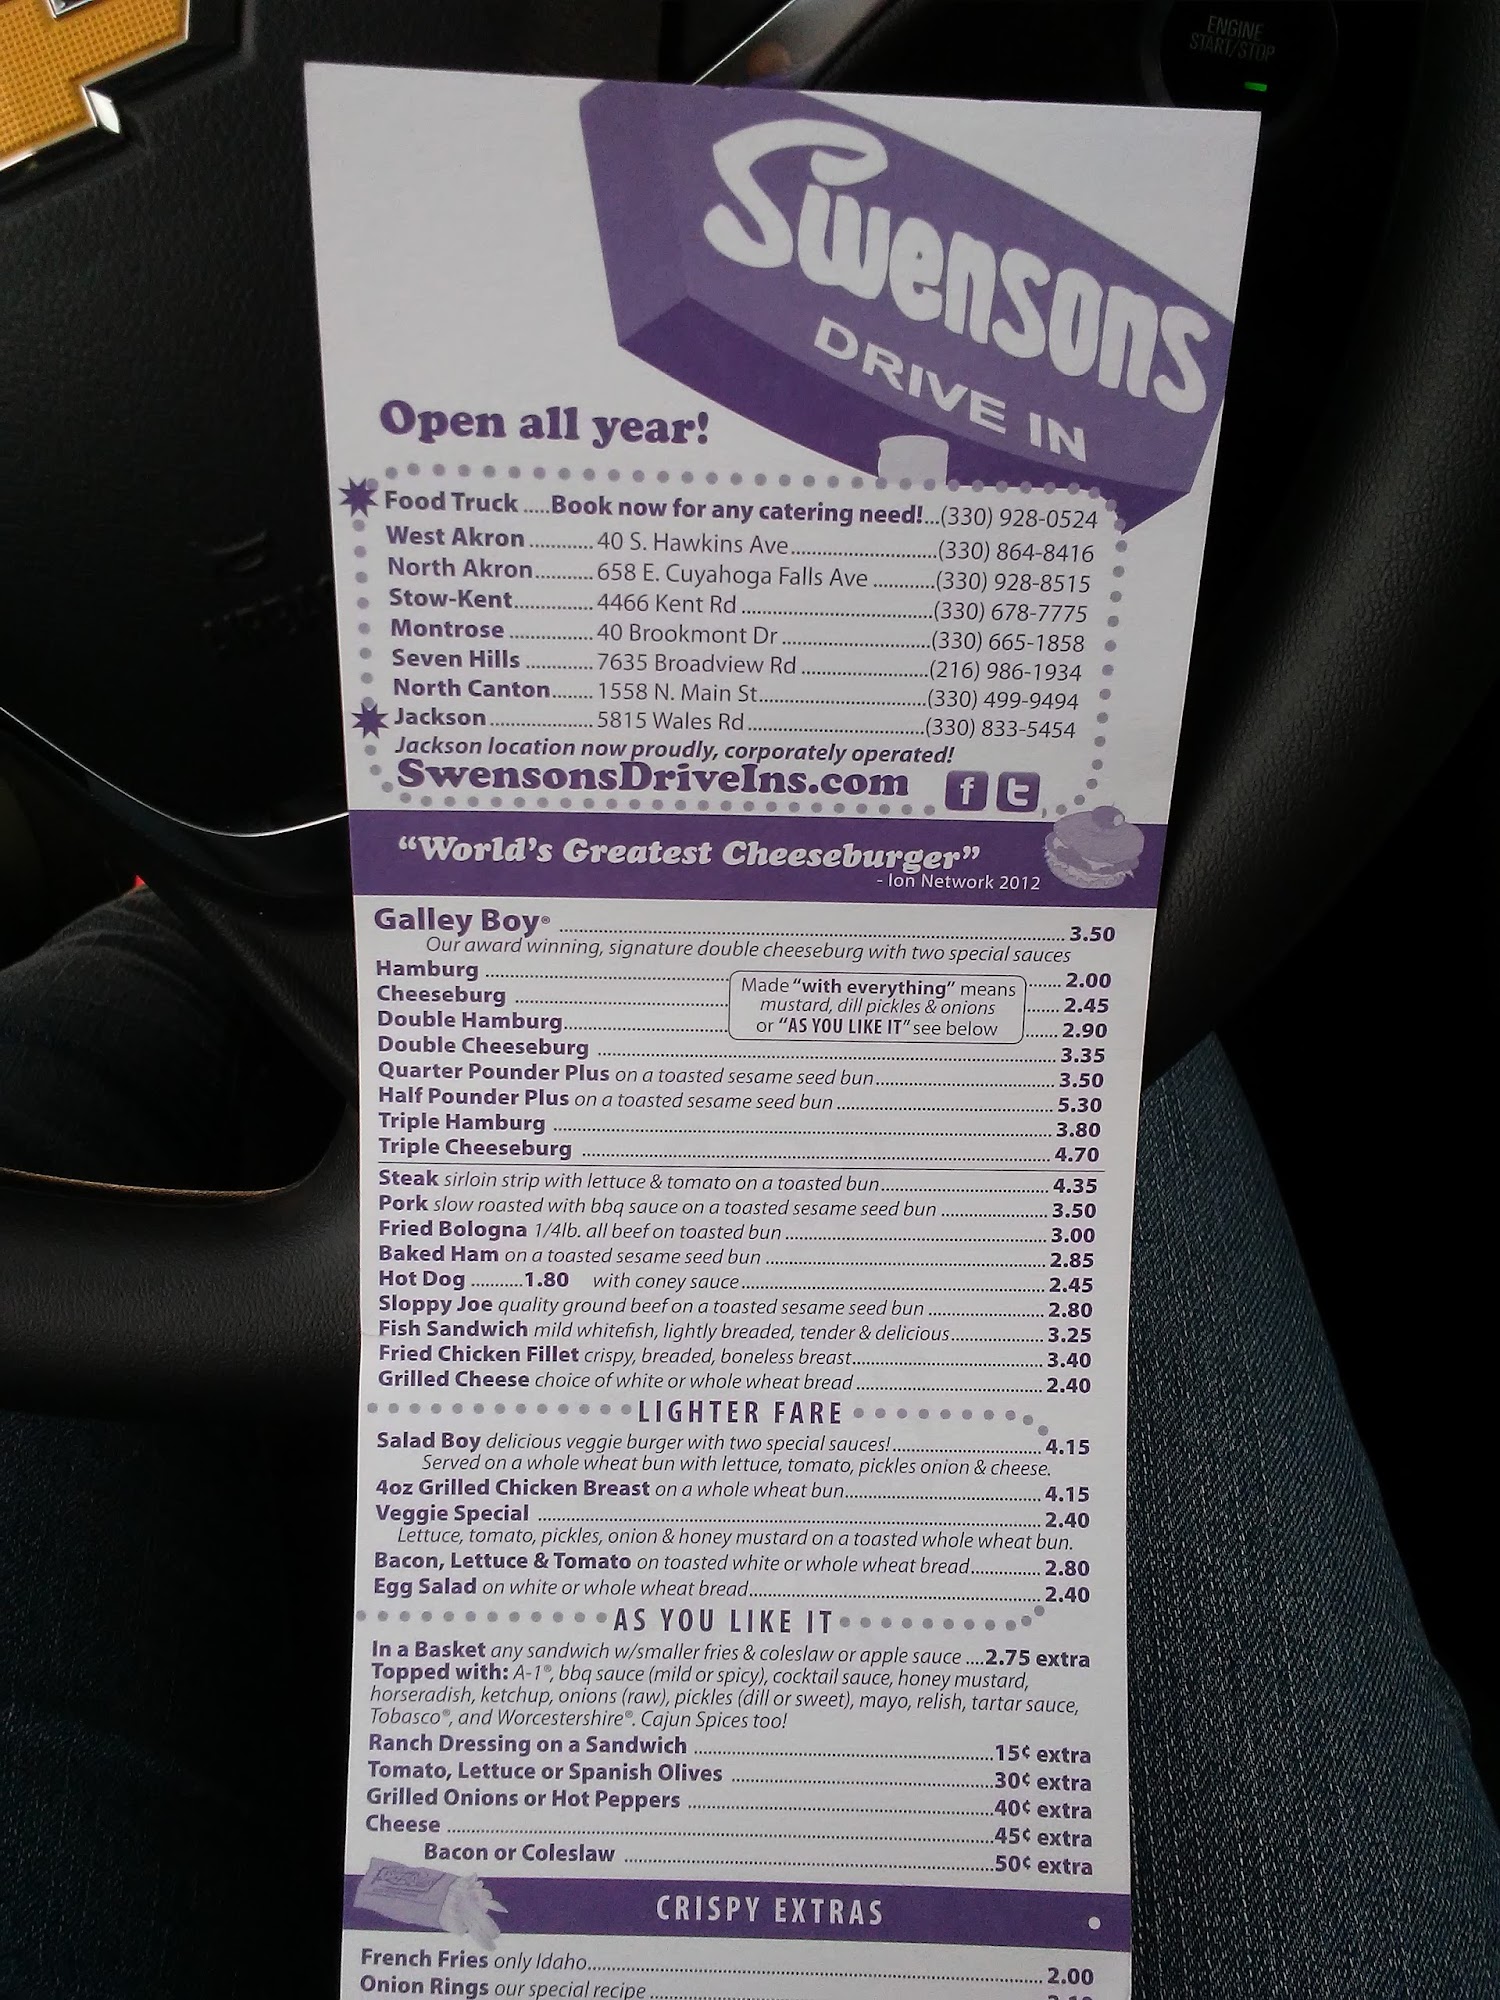 ENGINE
START/STOP
Swensons
DRIVE IN
Open all year!
Food Truck .....Book now for any catering need!...(330) 928-0524
West Akron ............ 40 S. Hawkins Ave.........................(330) 864-8416
North Akron........... 658 E. Cuyahoga Falls Ave ...........(330) 928-8515
Stow-Kent............... 4466 Kent Rd ...................................(330) 678-7775
Montrose ................ 40 Brookmont Dr ...........................(330) 665-1858
Seven Hills ............. 7635 Broadview Rd .......................(216) 986-1934
North Canton........ 1558 N. Main St..............................(330) 499-9494
Jackson.................... 5815 Wales Rd ................................(330) 833-5454
Jackson location now proudly, corporately operated!
SwensonsDriveIns.com f t
“World's Greatest Cheeseburger”
- Ion Network 2012
Galley Boy® .......... 3.50
Our award winning, signature double cheeseburg with two special sauces
Hamburg .......... 2.00
Cheeseburg .......... 2.45
Double Hamburg.......... 2.90
Made “with everything” means
mustard, dill pickles & onions
or “AS YOU LIKE IT” see below
Double Cheeseburg .......... 3.35
Quarter Pounder Plus on a toasted sesame seed bun.......... 3.50
Half Pounder Plus on a toasted sesame seed bun .......... 5.30
Triple Hamburg .......... 3.80
Triple Cheeseburg .......... 4.70
Steak sirloin strip with lettuce & tomato on a toasted bun.......... 4.35
Pork slow roasted with bbq sauce on a toasted sesame seed bun .......... 3.50
Fried Bologna 1/4lb. all beef on toasted bun .......... 3.00
Baked Ham on a toasted sesame seed bun .......... 2.85
Hot Dog ..........1.80 with coney sauce.......... 2.45
Sloppy Joe quality ground beef on a toasted sesame seed bun .......... 2.80
Fish Sandwich mild whitefish, lightly breaded, tender & delicious.......... 3.25
Fried Chicken Fillet crispy, breaded, boneless breast.......... 3.40
Grilled Cheese choice of white or whole wheat bread .......... 2.40
LIGHTER FARE
Salad Boy delicious veggie burger with two special sauces!.......... 4.15
Served on a whole wheat bun with lettuce, tomato, pickles onion & cheese.
4oz Grilled Chicken Breast on a whole wheat bun.......... 4.15
Veggie Special .......... 2.40
Lettuce, tomato, pickles, onion & honey mustard on a toasted whole wheat bun.
Bacon, Lettuce & Tomato on toasted white or whole wheat bread.......... 2.80
Egg Salad on white or whole wheat bread.......... 2.40
AS YOU LIKE IT
In a Basket any sandwich w/smaller fries & coleslaw or apple sauce ....2.75 extra
Topped with: A-1®, bbq sauce (mild or spicy), cocktail sauce, honey mustard,
horseradish, ketchup, onions (raw), pickles (dill or sweet), mayo, relish, tartar sauce,
Tobasco®, and Worcestershire®. Cajun Spices too!
Ranch Dressing on a Sandwich ..........15¢ extra
Tomato, Lettuce or Spanish Olives ..........30¢ extra
Grilled Onions or Hot Peppers ..........40¢ extra
Cheese ..........45¢ extra
Bacon or Coleslaw ..........50¢ extra
CRISPY EXTRAS
French Fries only Idaho.......... 2.00
Onion Rings our special recipe ..........